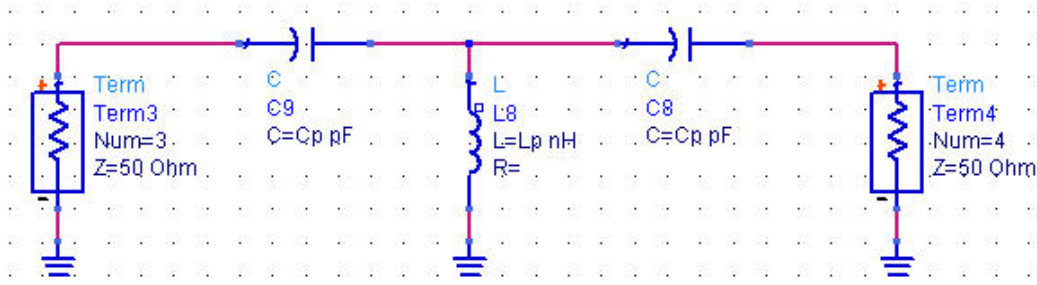 Term
Term3
Num=3
Z=50 Ohm
C
C9
C=Cp pF
L
L8
L=Lp nH
R=
C
C8
C=Cp pF
Term
Term4
Num=4
Z=50 Ohm